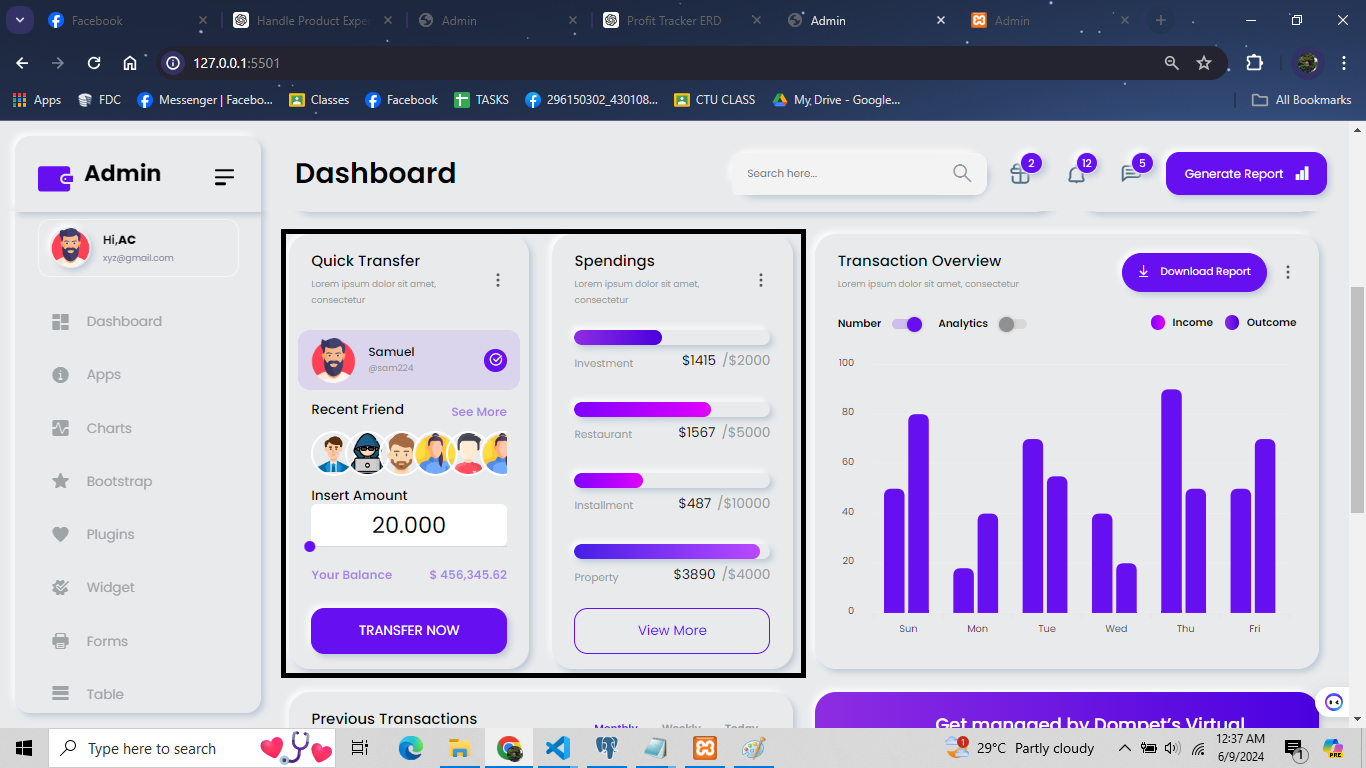 Facebook
Handle Product Exper
Admin
Profit Tracker ERD
Admin
Admin
127.0.0.1:5501
Apps
FDC
Messenger | Facebo...
Classes
Facebook
TASKS
296150302_430108...
CTU CLASS
My Drive - Google...
All Bookmarks
Admin
Hi,AC
xyz@gmail.com
Dashboard
Apps
Charts
Bootstrap
Plugins
Widget
Forms
Table
Dashboard
Search here...
2
12
5
Generate Report
Quick Transfer
Lorem ipsum dolor sit amet,
consectetur
Samuel
@sam224
Recent Friend
See More
Insert Amount
20.000
Your Balance
$ 456,345.62
TRANSFER NOW
Spendings
Lorem ipsum dolor sit amet,
consectetur
Investment
$1415 /$2000
Restaurant
$1567 /$5000
Installment
$487 /$10000
Property
$3890 /$4000
View More
Transaction Overview
Lorem ipsum dolor sit amet, consectetur
Download Report
Number
Analytics
Income
Outcome
100
80
60
40
20
0
Sun
Mon
Tue
Wed
Thu
Fri
Previous Transactions
Monthly
Weekly
Today
Get managed by Dompet's Virtual
Type here to search
1
29°C Partly cloudy
12:37 AM
6/9/2024
1
PRE